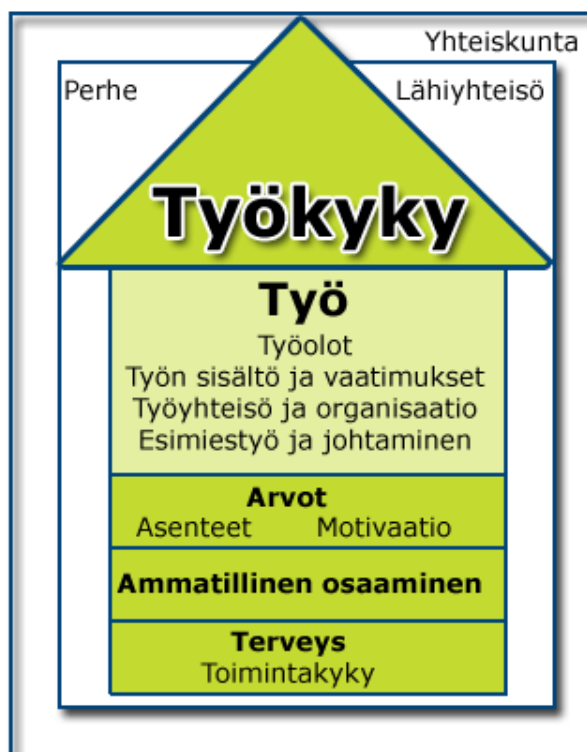 Yhteiskunta
Perhe Lähiyhteisö
Työkyky
Työ
Työolot
Työn sisältö ja vaatimukset
Työyhteisö ja organisaatio
Esimiestyö ja johtaminen
Arvot
Asenteet Motivaatio
Ammatillinen osaaminen
Terveys
Toimintakyky